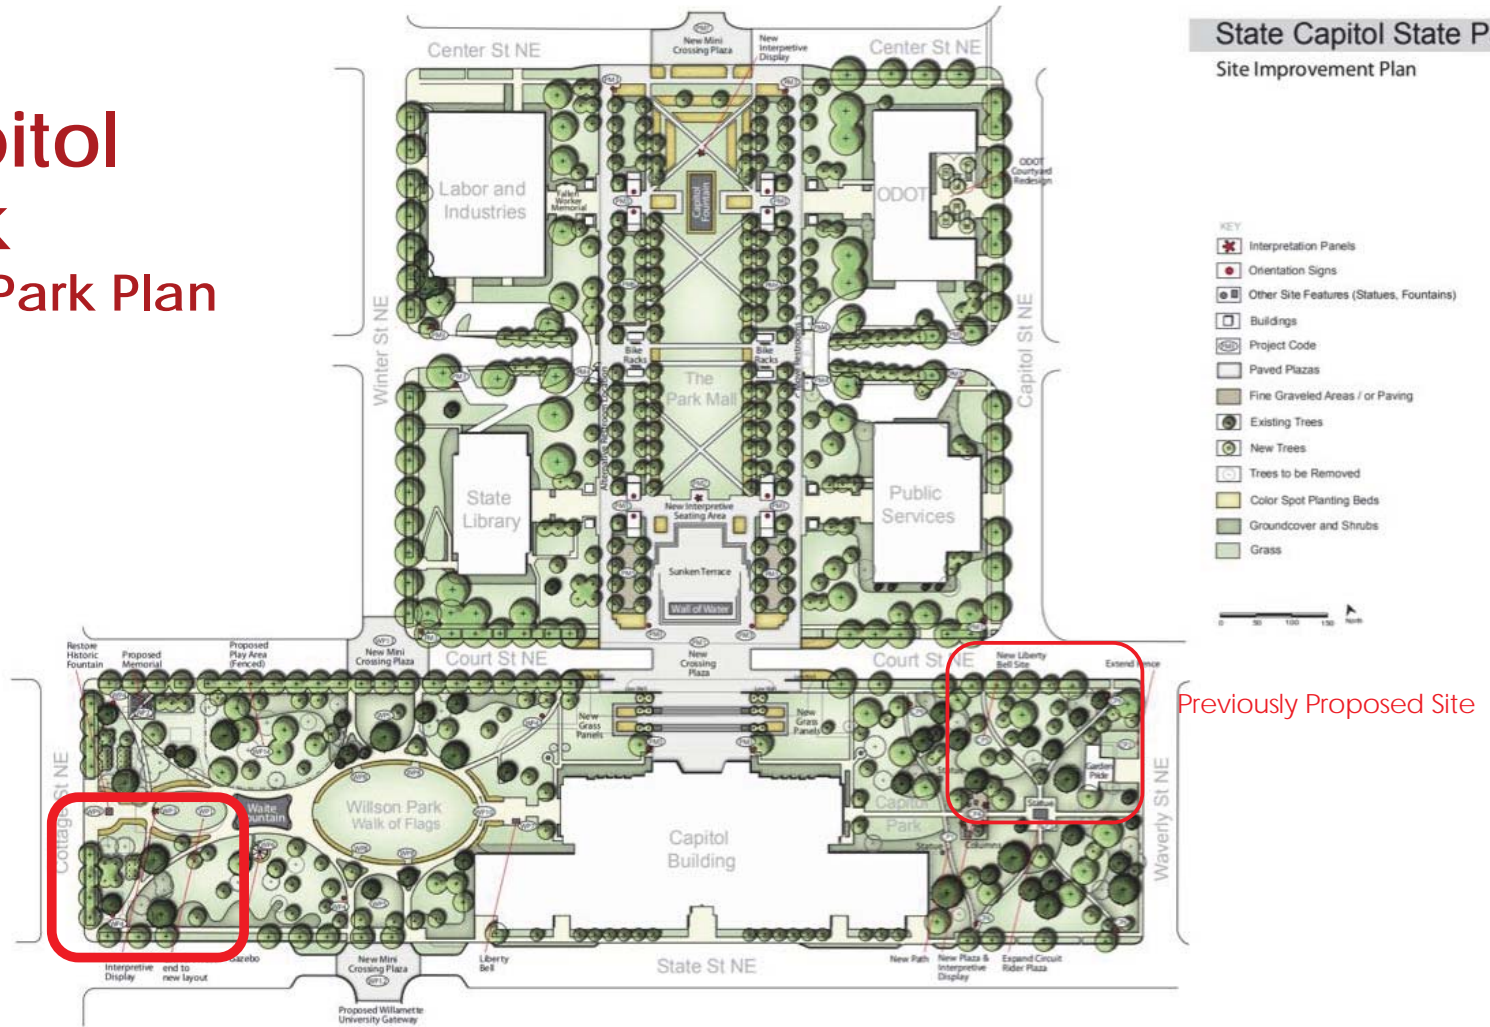 State Capitol State P
Site Improvement Plan
pitol
k
Park Plan
Center St NE
New Mini
Crossing Plaza
New
Interpretive
Display
Center St NE
Labor and
Industries
Fallen
Worker
Memorial
Capitol
Fountain
ODOT
ODOT
Courtyard
Redesign
Winter St NE
Capitol St NE
Bike
Racks
Bike
Racks
The
Park Mall
Alternative Restroom Location
State
Library
Public
Services
New Interpretive
Seating Area
Sunken Terrace
Wall of Water
KEY
Interpretation Panels
Orientation Signs
Other Site Features (Statues, Fountains)
Buildings
Project Code
Paved Plazas
Fine Graveled Areas / or Paving
Existing Trees
New Trees
Trees to be Removed
Color Spot Planting Beds
Groundcover and Shrubs
Grass
0 50 100 150
North
Restore
Historic
Fountain
Proposed
Memorial
Proposed
Play Area
(Fenced)
New Mini
Crossing Plaza
Court St NE
New
Crossing
Plaza
Court St NE
New Liberty
Bell Site
Extend Fence
Previously Proposed Site
New
Grass
Panels
New
Grass
Panels
Cottage St NE
Waite
Fountain
Willson Park
Walk of Flags
Capitol
Building
Capitol
Park
Statue
Statue
Columns
Statue
Garden
Pride
Waverly St NE
Interpretive
Display
end to
new layout
Gazebo
New Mini
Crossing Plaza
Liberty
Bell
State St NE
New Path
New Plaza &
Interpretive
Display
Expand Circuit
Rider Plaza
Proposed Willamette
University Gateway